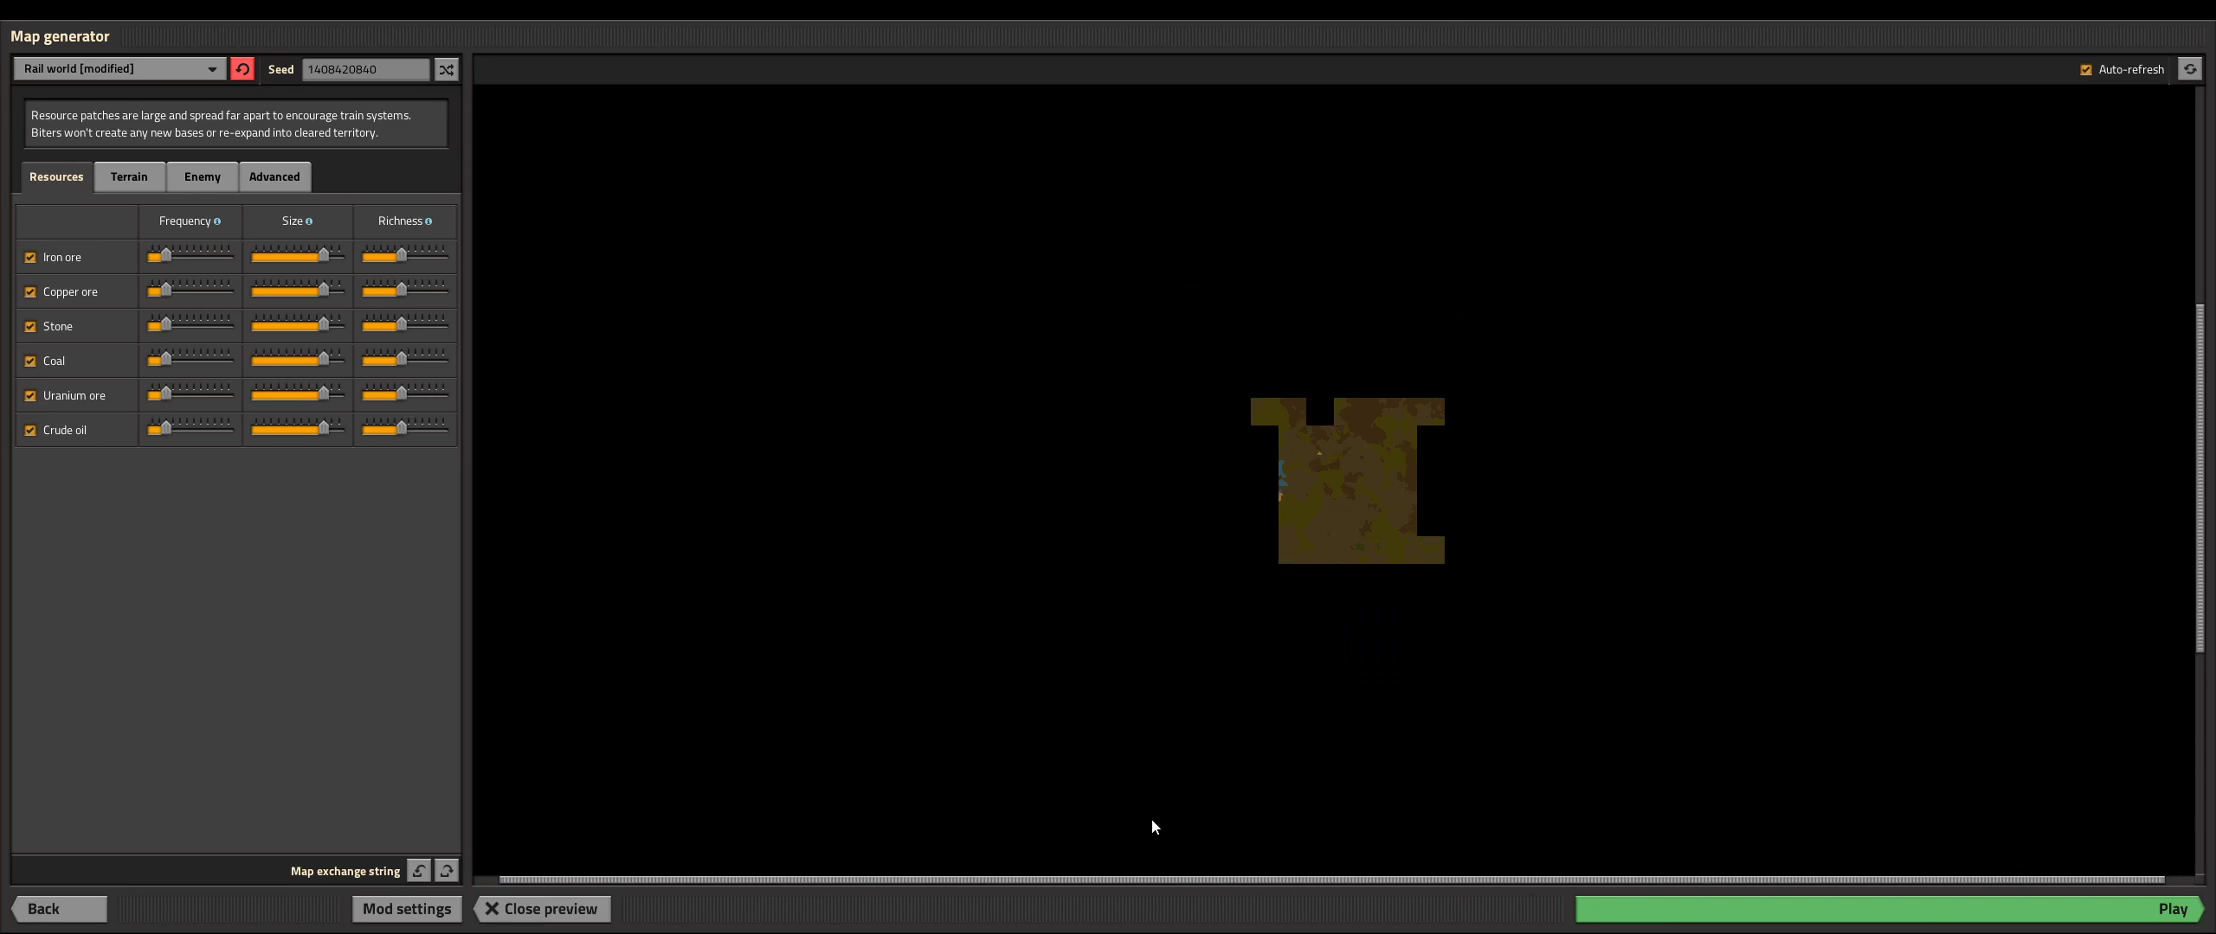 Map generator
Rail world [modified]
Seed
1408420840
Auto-refresh
Resource patches are large and spread far apart to encourage train systems.
Biters won't create any new bases or re-expand into cleared territory.
Resources
Terrain
Enemy
Advanced
Frequency
Size
Richness
Iron ore
Copper ore
Stone
Coal
Uranium ore
Crude oil
Map exchange string
Back
Mod settings
Close preview
Play